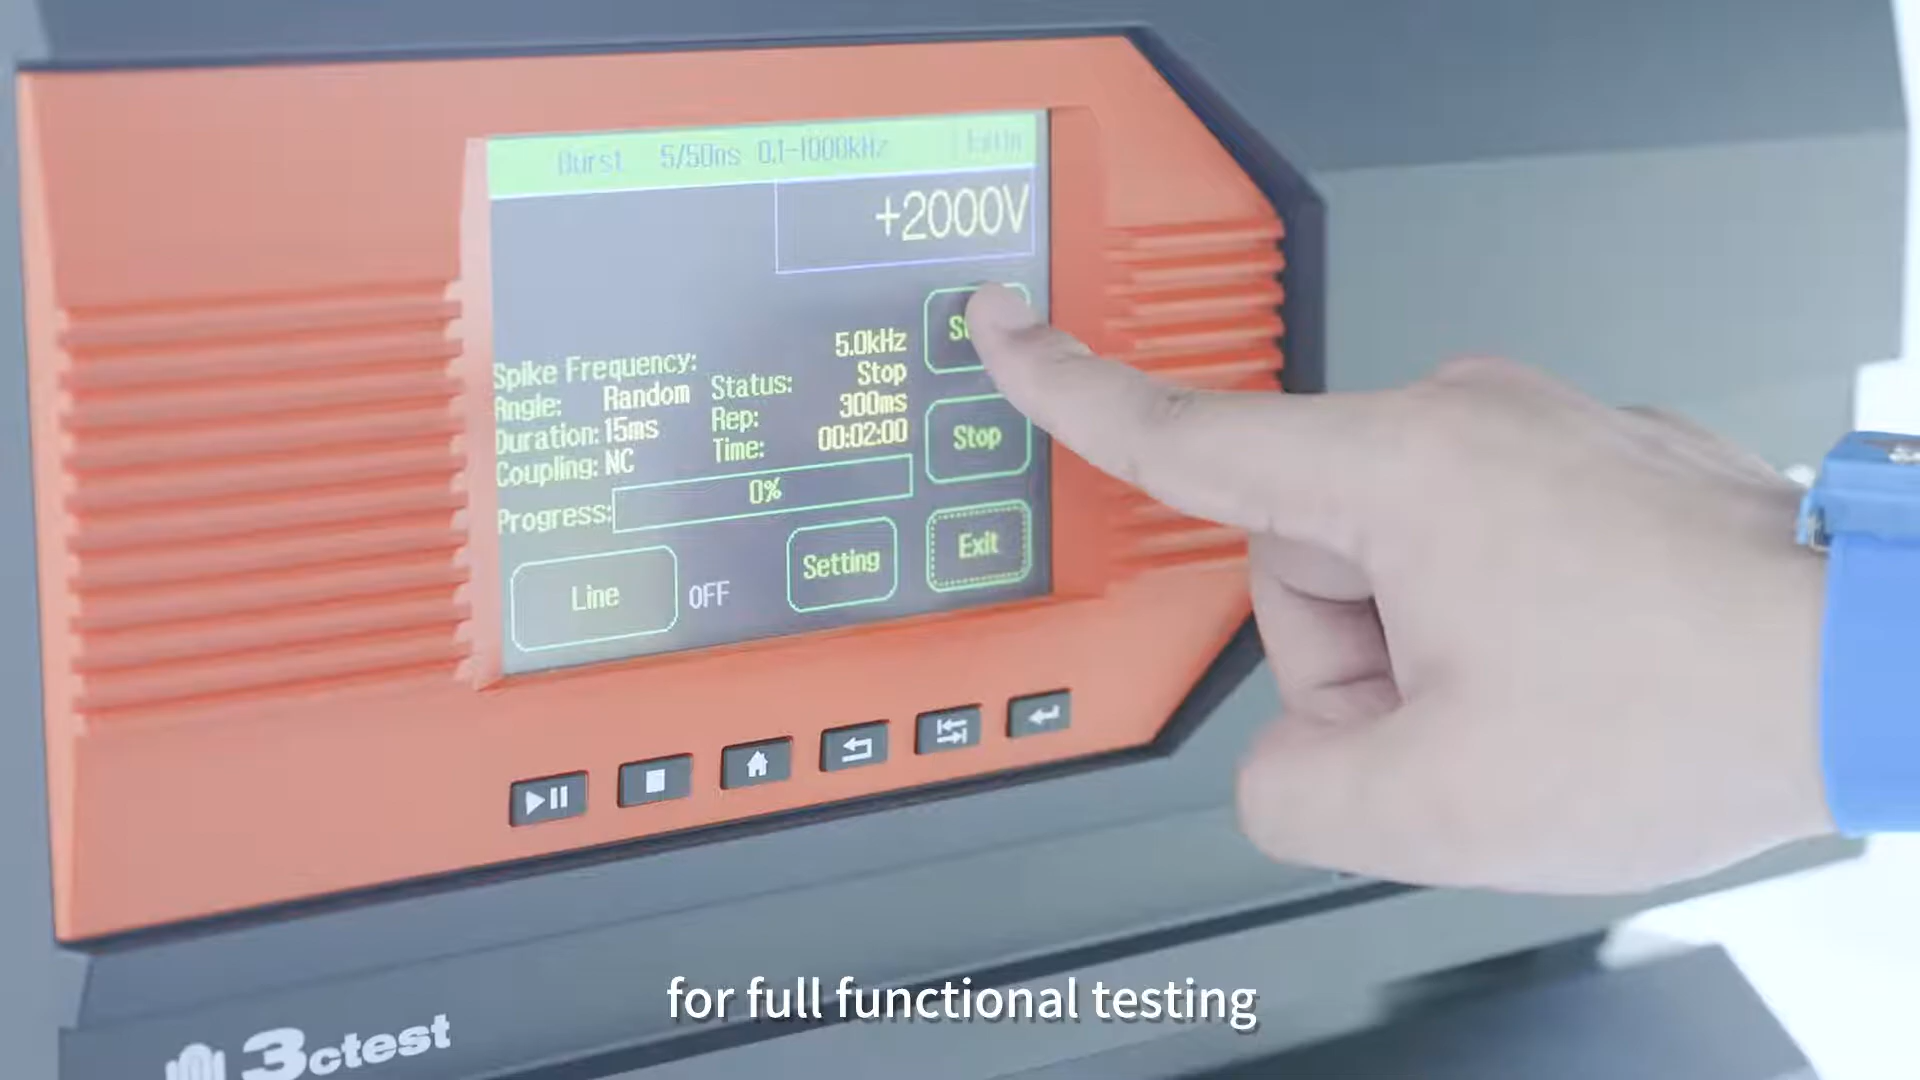 Burst 5/50ns 0.1-1000kHz
+2000V
Spike Frequency: 5.0kHz
Angle: Random Status: Stop
Duration: 15ms Rep: 300ms
Coupling: NC Time: 00:02:00
Progress: 0%
Stop
Exit
Line OFF Setting
3ctest
for full functional testing